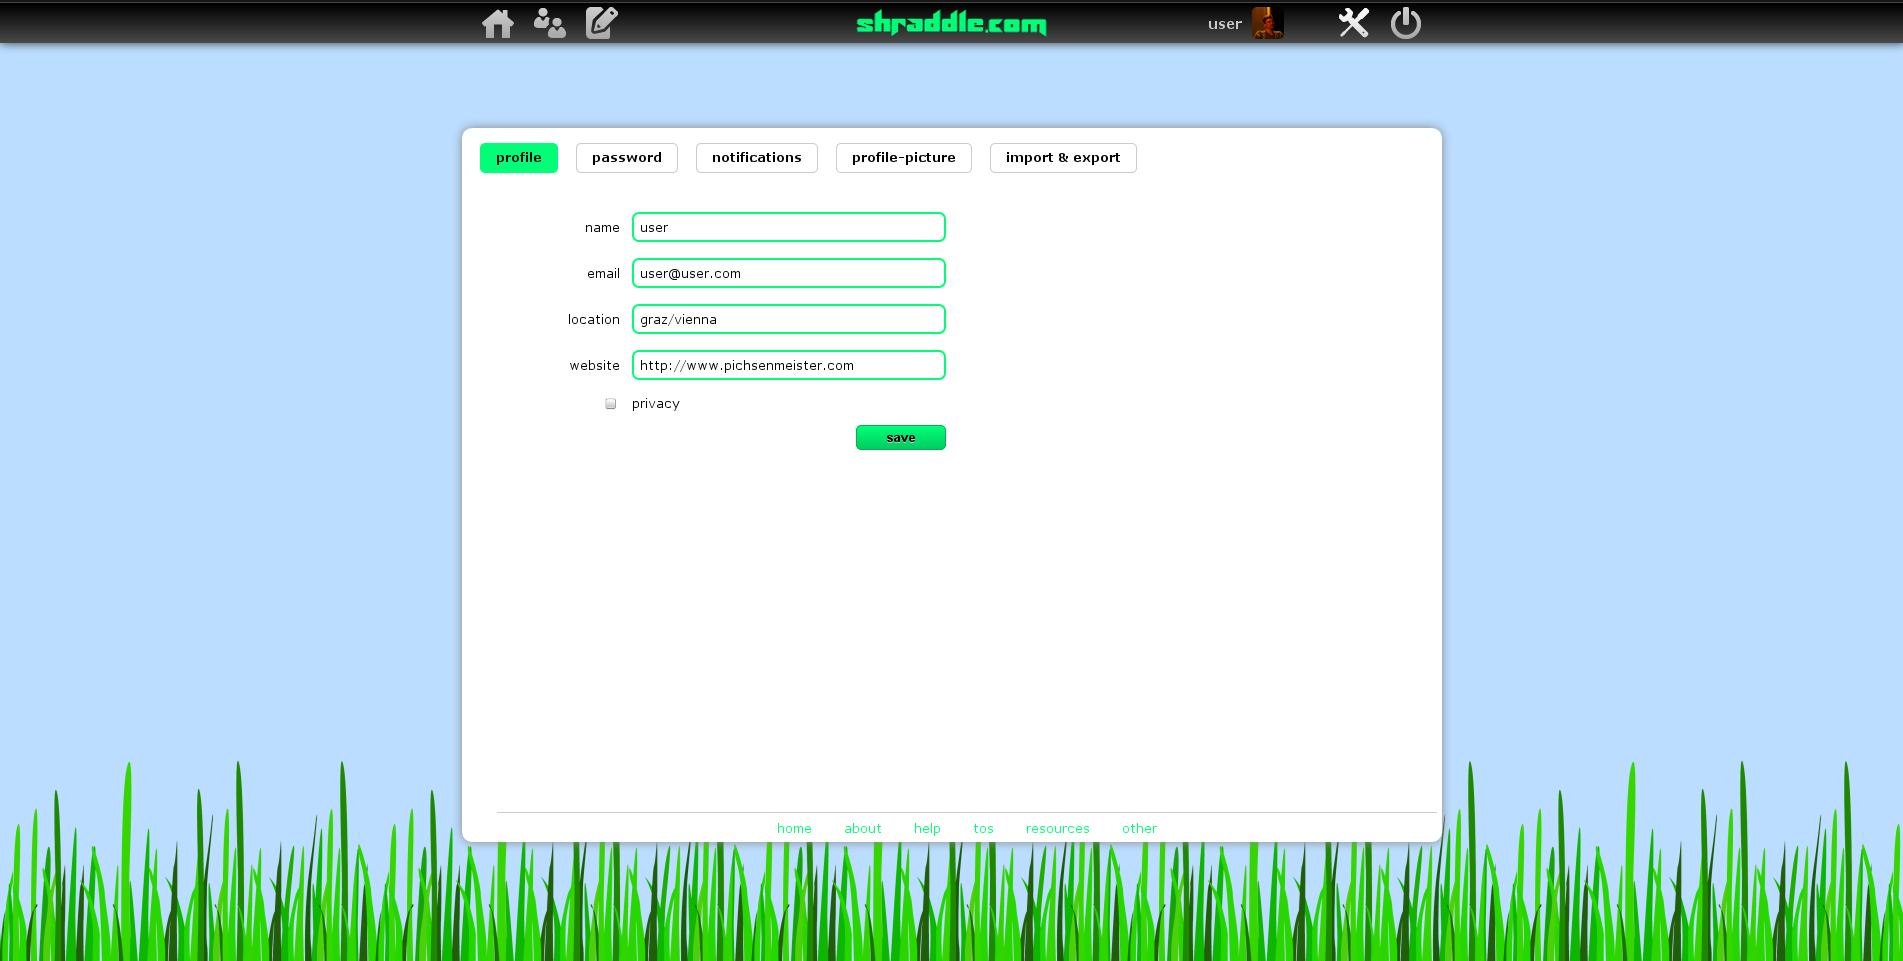 shraddle.com user
profile password notifications profile-picture import & export
name user
email user@user.com
location graz/vienna
website http://www.pichsenmeister.com
privacy
save
home about help tos resources other